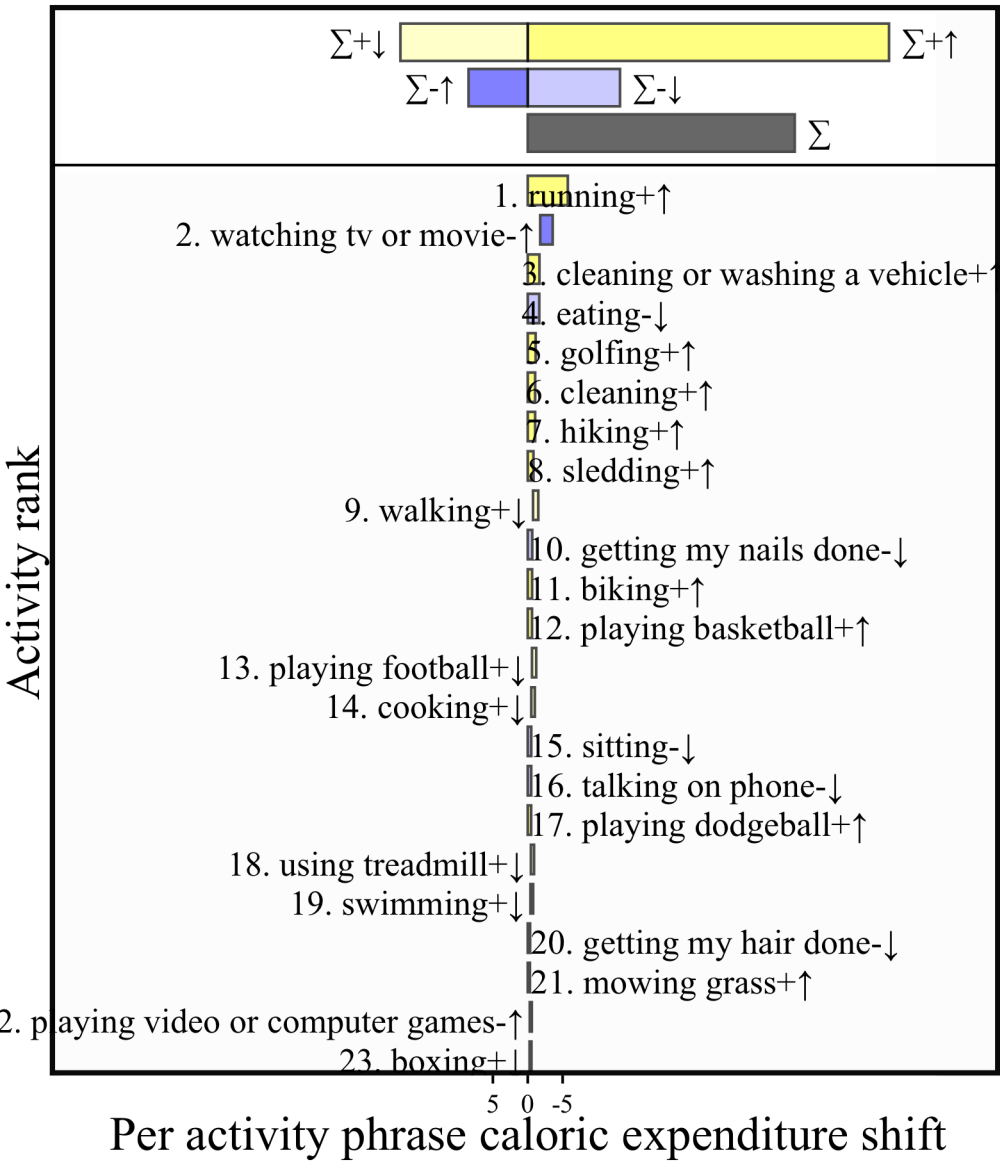 ∑+↓ ∑+↑
∑-↑ ∑-↓
∑
1. running+↑
2. watching tv or movie-↑
3. cleaning or washing a vehicle+↑
4. eating-↓
5. golfing+↑
6. cleaning+↑
7. hiking+↑
8. sledding+↑
9. walking+↓
10. getting my nails done-↓
11. biking+↑
12. playing basketball+↑
13. playing football+↓
14. cooking+↓
15. sitting-↓
16. talking on phone-↓
17. playing dodgeball+↑
18. using treadmill+↓
19. swimming+↓
20. getting my hair done-↓
21. mowing grass+↑
2. playing video or computer games-↑
23. boxing+↓
Activity rank
5 0 -5
Per activity phrase caloric expenditure shift